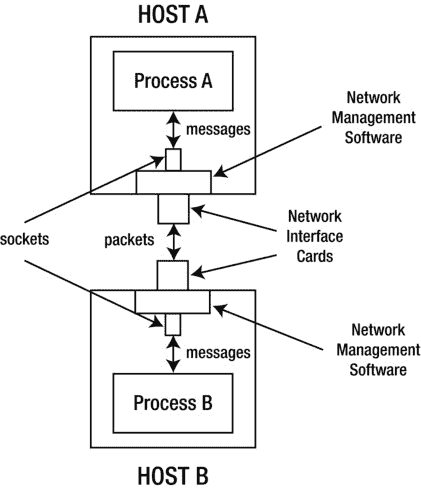 HOST A
Process A
messages
Network
Management
Software
sockets
packets
Network
Interface
Cards
messages
Network
Management
Software
Process B
HOST B